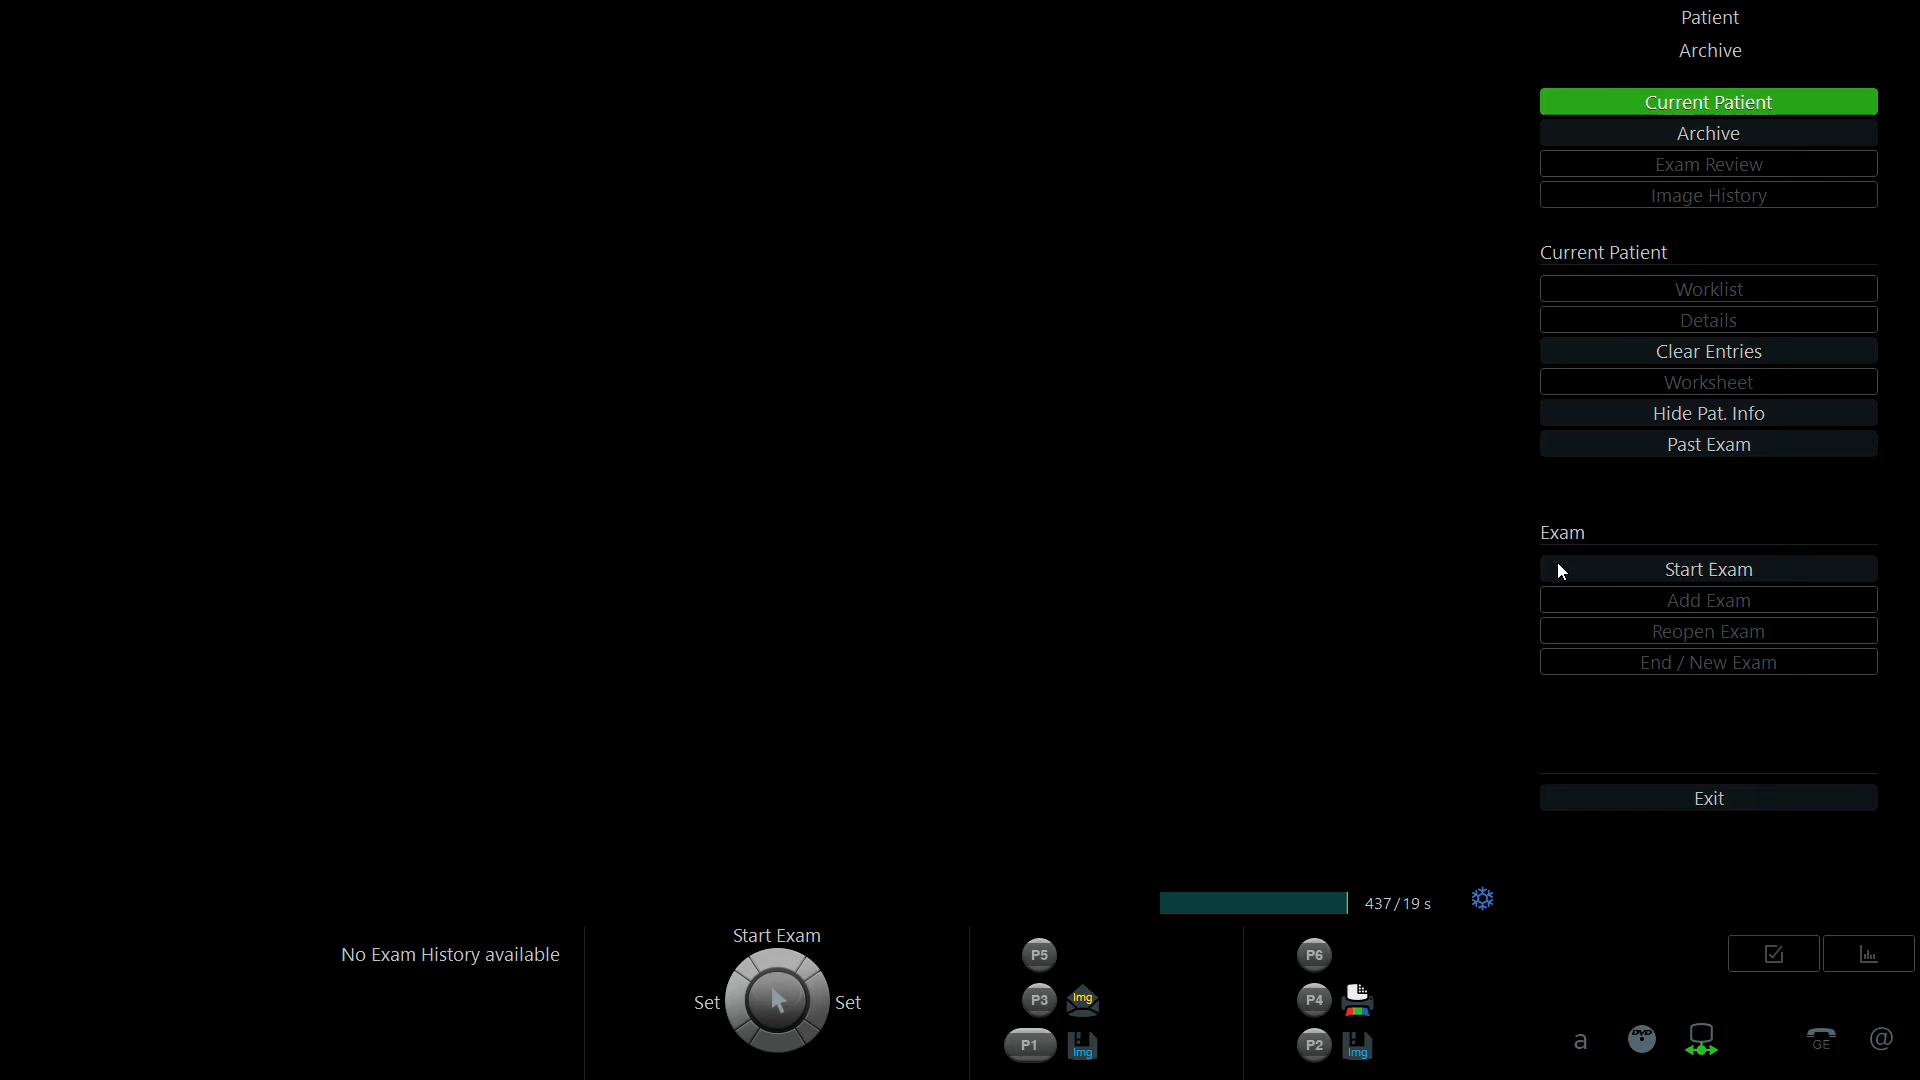 Patient
Archive
Current Patient
Archive
Exam Review
Image History
Current Patient
Worklist
Details
Clear Entries
Worksheet
Hide Pat. Info
Past Exam
Exam
Start Exam
Add Exam
Reopen Exam
End / New Exam
Exit
437 / 19 s
No Exam History available
Start Exam
Set
Set
P5
P3
Img
P1
Img
P6
P4
P2
Img
a
DVD
GE
@